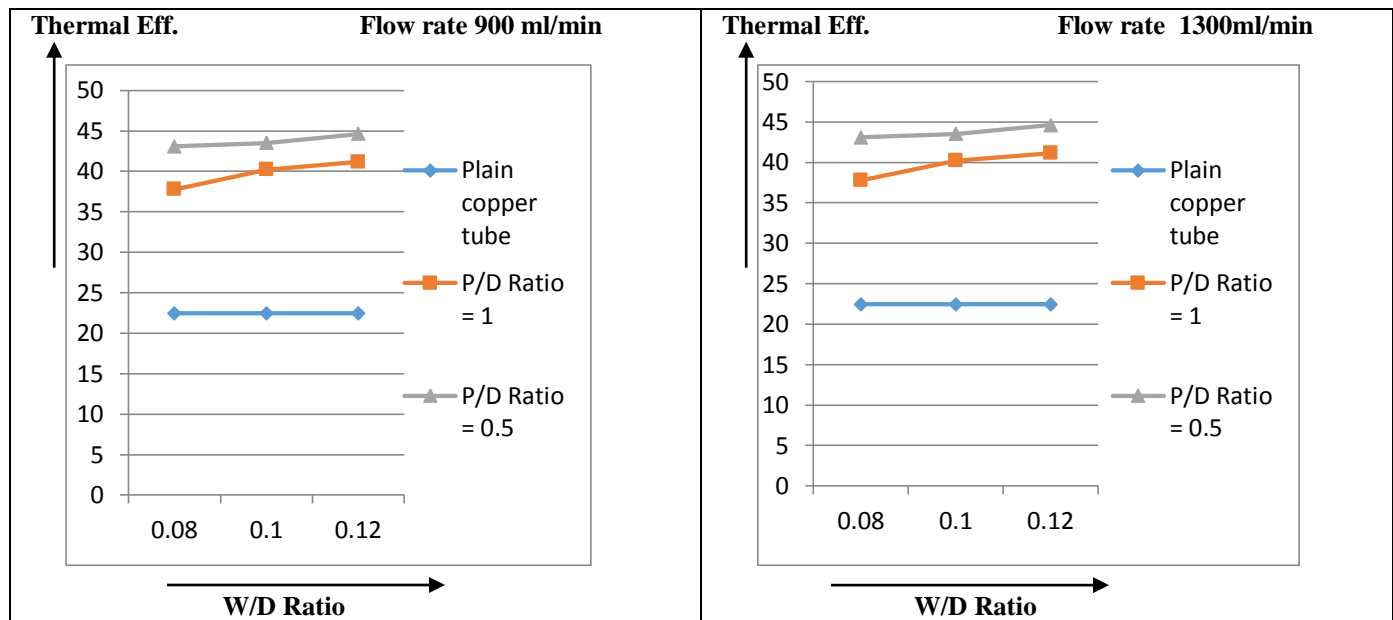 Thermal Eff. Flow rate 900 ml/min
50
45
40
35
30
25
20
15
10
5
0
0.08 0.1 0.12
Plain
copper
tube
P/D Ratio
= 1
P/D Ratio
= 0.5
W/D Ratio
Thermal Eff. Flow rate 1300ml/min
50
45
40
35
30
25
20
15
10
5
0
0.08 0.1 0.12
Plain
copper
tube
P/D Ratio
= 1
P/D Ratio
= 0.5
W/D Ratio